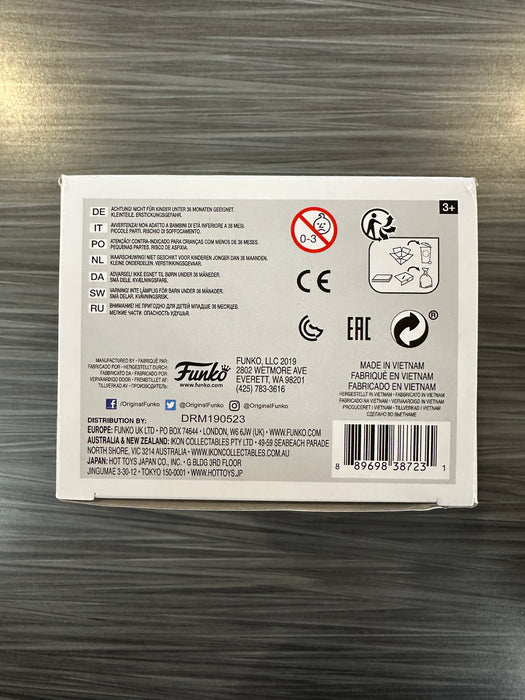 DE ACHTUNG! NICHT FÜR KINDER UNTER 36 MONATEN GEEIGNET.
KLEINTEILE. ERSTICKUNGSGEFAHR.
IT AVVERTENZA! NON ADATTO A BAMBINI DI ETÀ INFERIORE A 36 MESI.
PICCOLE PARTI. RISCHIO DI SOFFOCAMENTO.
PO ATENÇÃO! CONTRA-INDICADO PARA CRIANÇAS COM MENOS DE 36 MESES.
PEQUENAS PARTES. RISCO DE ASFIXIA.
NL WAARSCHUWING! NIET GESCHIKT VOOR KINDEREN JONGER DAN 36 MAANDEN.
KLEINE ONDERDELEN. VERSTIKKINGSGEVAAR.
DA ADVARSEL! IKKE EGNET TIL BØRN UNDER 36 MÅNEDER.
SMÅ DELE. KVÆLNINGSFARE.
SW VARNING! INTE LÄMPLIG FÖR BARN UNDER 36 MÅNADER.
SMÅ DELAR. KVÄVNINGSRISK.
RU ВНИМАНИЕ! НЕ ПРИГОДНО ДЛЯ ДЕТЕЙ МЛАДШЕ 36 МЕСЯЦЕВ.
МЕЛКИЕ ЧАСТИ. ОПАСНОСТЬ УДУШЬЯ.
0-3
3+
CE
EAC
®
MANUFACTURED BY · FABRIQUÉ PAR
FABRICADO POR · HERGESTELLT DURCH
FABBRICATO DA · FABRICADO POR
VERVAARDIGD DOOR · FREMSTILLET AF
TILLVERKAD AV · ИЗГОТОВИТЕЛЬ
Funko
www.funko.com
FUNKO, LLC 2019
2802 WETMORE AVE
EVERETT, WA 98201
(425) 783-3616
MADE IN VIETNAM
FABRIQUÉ EN VIETNAM
FABRICADO EN VIETNAM
HERGESTELLT IN VIETNAM · FABBRICATO IN VIETNAM
FABRICADO NA VIETNAM · VERVAARDIGD IN VIETNAM
PRODUCERET I VIETNAM · TILLVERKAD I VIETNAM
СДЕЛАНО ВО ВЬЕТНАМЕ
/OriginalFunko @OriginalFunko @OriginalFunko
DISTRIBUTION BY: DRM190523
EUROPE: FUNKO UK LTD · PO BOX 74644 · LONDON, W6 6JW (UK) · WWW.FUNKO.COM
AUSTRALIA & NEW ZEALAND: IKON COLLECTABLES PTY LTD · 49-59 SEABEACH PARADE
NORTH SHORE, VIC 3214 AUSTRALIA · WWW.IKONCOLLECTABLES.COM.AU
JAPAN: HOT TOYS JAPAN CO., INC. · G BLDG 3RD FLOOR
JINGUMAE 3-30-12 · TOKYO 150-0001 · WWW.HOTTOYS.JP
8 89698 38723 1